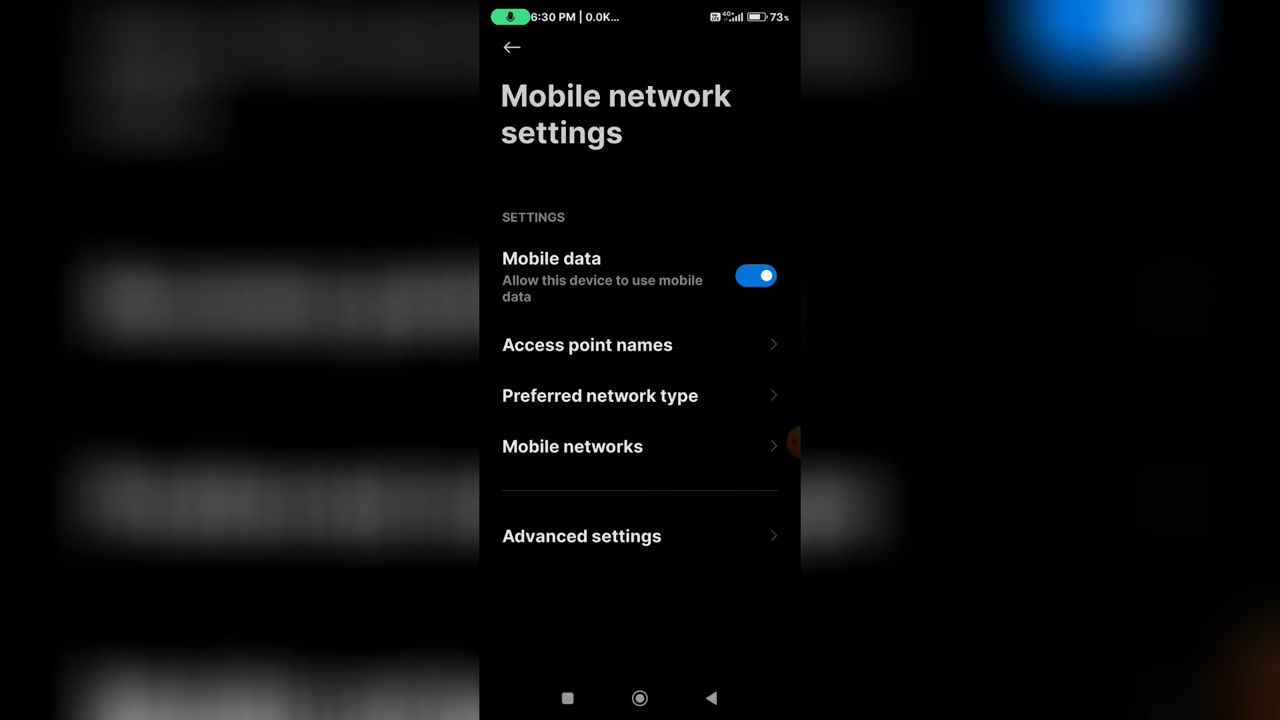 6:30 PM | 0.0K... 4G 73%
Mobile network
settings
SETTINGS
Mobile data
Allow this device to use mobile
data
Access point names
Preferred network type
Mobile networks
Advanced settings